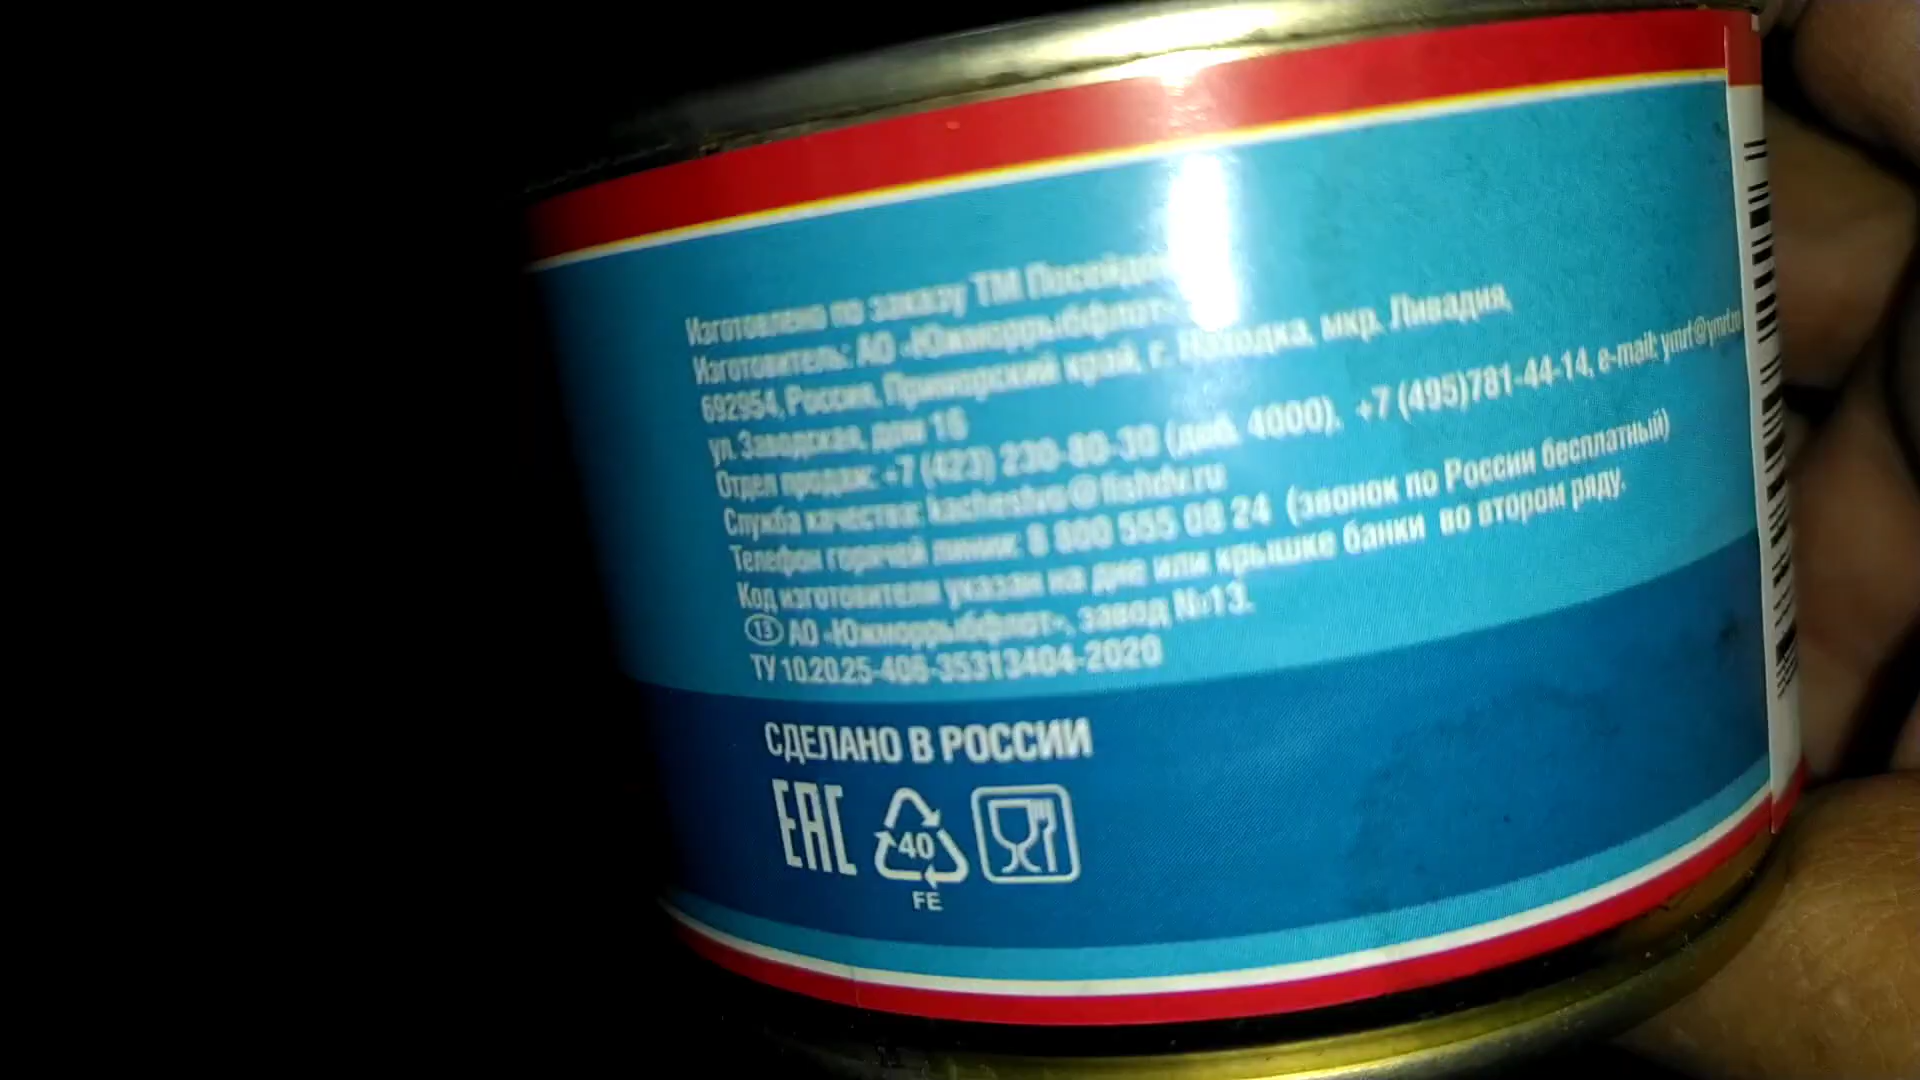 Изготовлено по заказу ТМ Посейдон
Изготовитель: АО «Южморрыбфлот»
692954, Россия, Приморский край, г. Находка, мкр. Ливадия,
ул. Заводская, дом 16
Отдел продаж: +7 (423) 230-80-30 (доб. 4000), +7 (495)781-44-14, e-mail: ymrt@ymrt.ru
Служба качества: kachestvo@fishdv.ru
Телефон горячей линии: 8 800 555 08 24 (звонок по России бесплатный)
Код изготовителя указан на дне или крышке банки во втором ряду.
13 АО «Южморрыбфлот», завод №13.
ТУ 10.20.25-406-35313404-2020
СДЕЛАНО В РОССИИ
EAC
40
FE